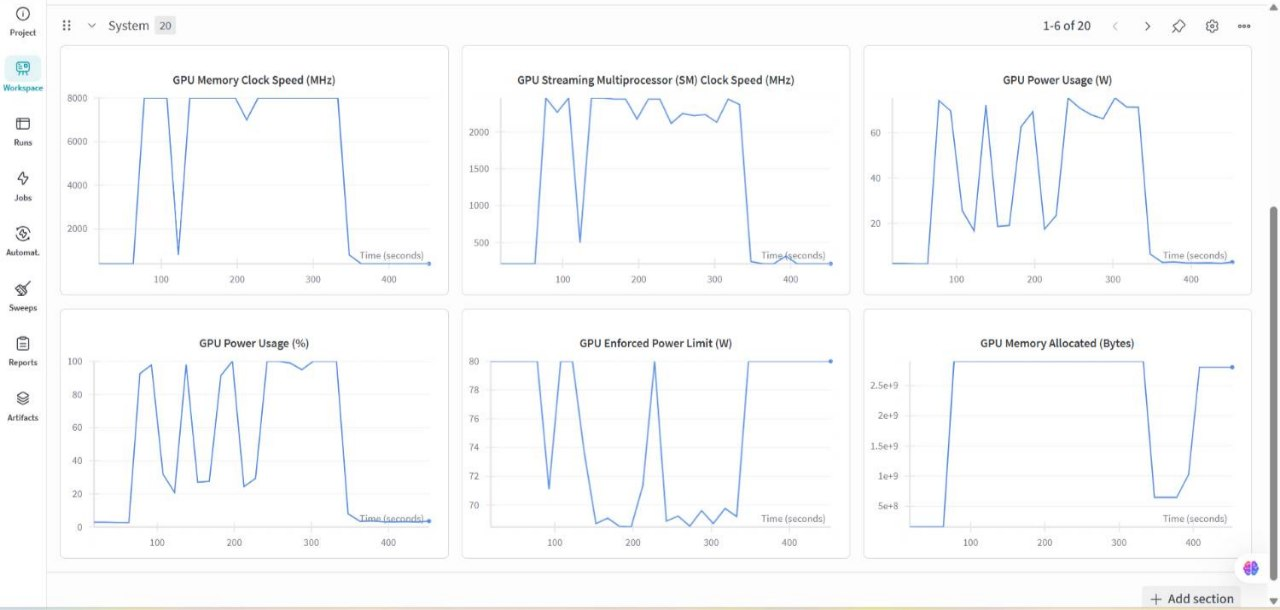 Project
Workspace
Runs
Jobs
Automat.
Sweeps
Reports
Artifacts
System 20
1-6 of 20
GPU Memory Clock Speed (MHz)
8000
6000
4000
2000
Time (seconds)
100 200 300 400
GPU Streaming Multiprocessor (SM) Clock Speed (MHz)
2000
1500
1000
500
Time (seconds)
100 200 300 400
GPU Power Usage (W)
60
40
20
Time (seconds)
100 200 300 400
GPU Power Usage (%)
100
80
60
40
20
0
Time (seconds)
100 200 300 400
GPU Enforced Power Limit (W)
80
78
76
74
72
70
Time (seconds)
100 200 300 400
GPU Memory Allocated (Bytes)
2.5e+9
2e+9
1.5e+9
1e+9
5e+8
Time (seconds)
100 200 300 400
+ Add section